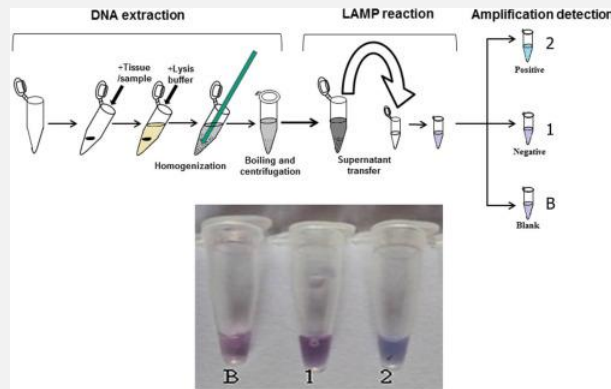 DNA extraction
LAMP reaction
Amplification detection
+Tissue
/sample
+Lysis
buffer
Homogenization
Boiling and
centrifugation
Supernatant
transfer
2
Positive
1
Negative
B
Blank
B 1 2